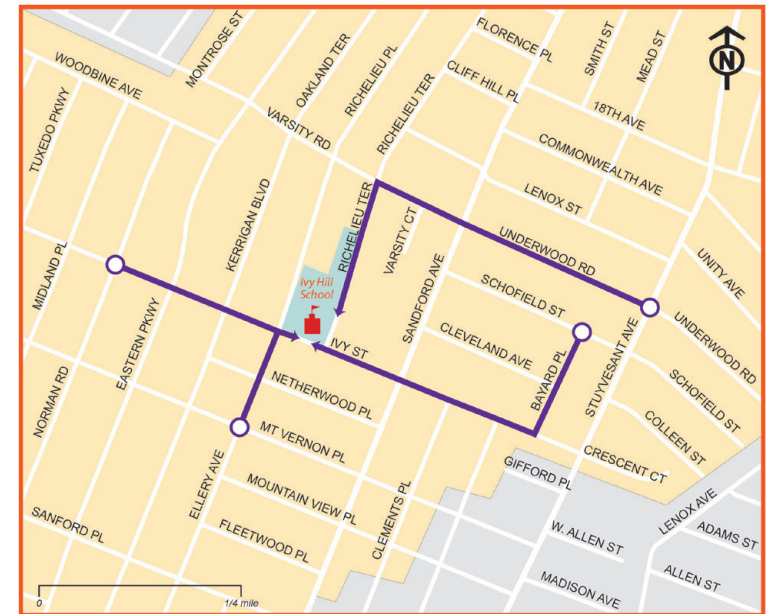 MONTROSE ST
FLORENCE PL
SMITH ST
MEAD ST
OAKLAND TER
RICHELIEU PL
WOODBINE AVE
CLIFF HILL PL
N
TUXEDO PKWY
VARSITY RD
RICHELIEU TER
18TH AVE
COMMONWEALTH AVE
LENOX ST
KERRIGAN BLVD
RICHELIEU TER
VARSITY CT
UNDERWOOD RD
UNITY AVE
MIDLAND PL
Ivy Hill
School
SANDFORD AVE
SCHOFIELD ST
EASTERN PKWY
IVY ST
CLEVELAND AVE
BAYARD PL
STUYVESANT AVE
UNDERWOOD RD
NORMAN RD
NETHERWOOD PL
SCHOFIELD ST
MT VERNON PL
COLLEEN ST
CRESCENT CT
GIFFORD PL
ELLERY AVE
MOUNTAIN VIEW PL
CLEMENTS PL
LENOX AVE
SANFORD PL
FLEETWOOD PL
W. ALLEN ST
ADAMS ST
MADISON AVE
ALLEN ST
0
1/4 mile